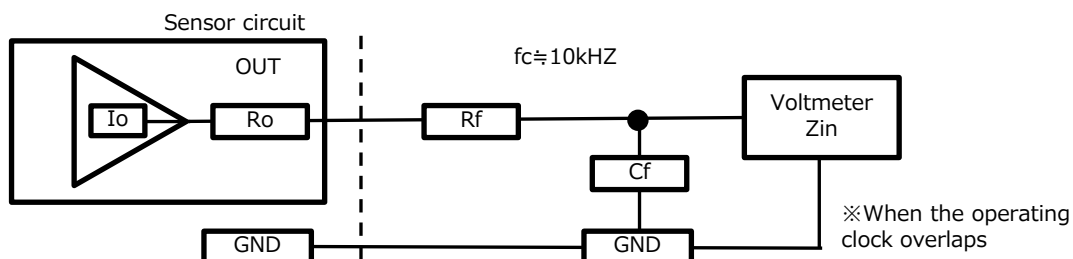 Sensor circuit
fc≒10kHZ
OUT
Io
Ro
Rf
Voltmeter
Zin
Cf
※When the operating
clock overlaps
GND
GND